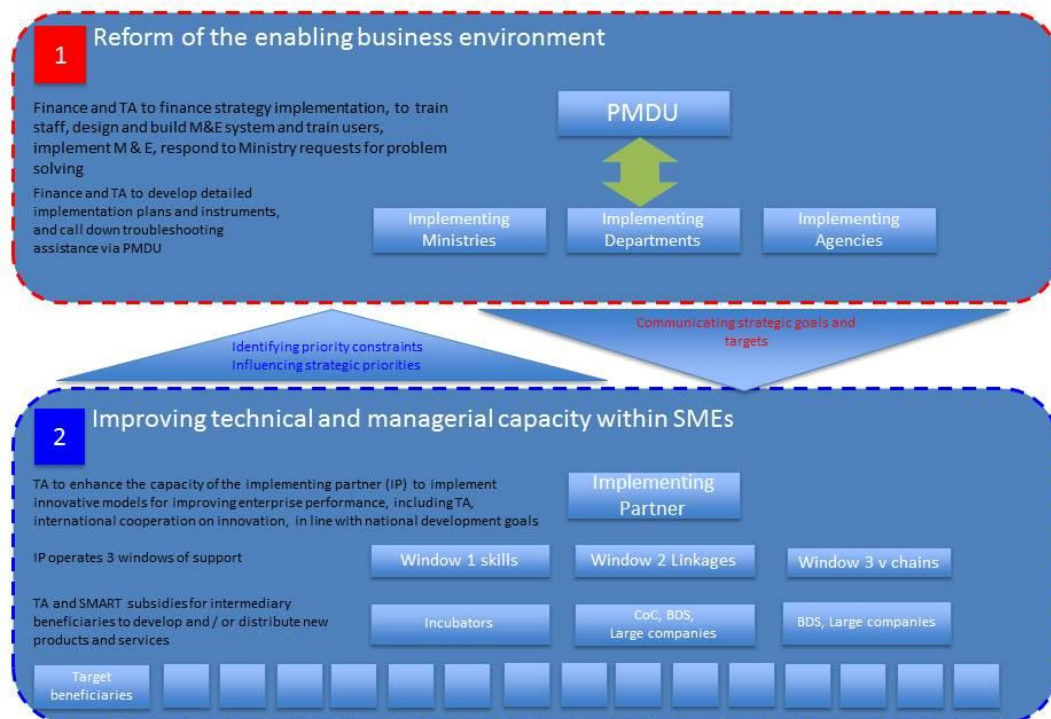 1
Reform of the enabling business environment
Finance and TA to finance strategy implementation, to train
staff, design and build M&E system and train users,
implement M & E, respond to Ministry requests for problem
solving
Finance and TA to develop detailed
implementation plans and instruments,
and call down troubleshooting
assistance via PMDU
PMDU
Implementing
Ministries
Implementing
Departments
Implementing
Agencies
Identifying priority constraints
Influencing strategic priorities
Communicating strategic goals and
targets
2
Improving technical and managerial capacity within SMEs
TA to enhance the capacity of the implementing partner (IP) to implement
innovative models for improving enterprise performance, including TA,
international cooperation on innovation, in line with national development goals
Implementing
Partner
IP operates 3 windows of support
Window 1 skills
Window 2 Linkages
Window 3 v chains
TA and SMART subsidies for intermediary
beneficiaries to develop and / or distribute new
products and services
Incubators
CoC, BDS,
Large companies
BDS, Large companies
Target
beneficiaries